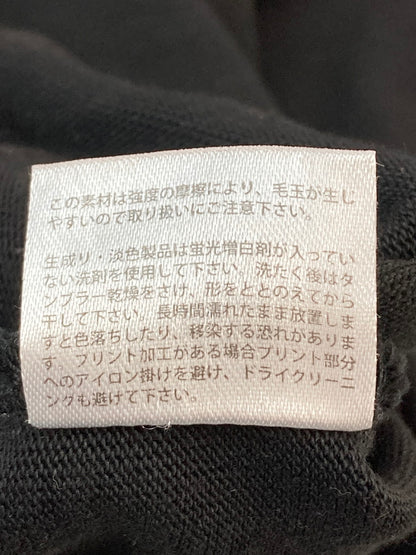 この素材は強度の摩擦により、毛玉が生じ
やすいので取り扱いにご注意下さい。
生成り・淡色製品は蛍光増白剤が入ってい
ない洗剤を使用して下さい。洗たく後はタ
ンブラー乾燥をさけ、形をととのえてから
干して下さい。長時間濡れたまま放置しま
すと色落ちしたり、移染する恐れがありま
す。プリント加工がある場合プリント部分
へのアイロン掛けを避け、ドライクリーニ
ングも避けて下さい。